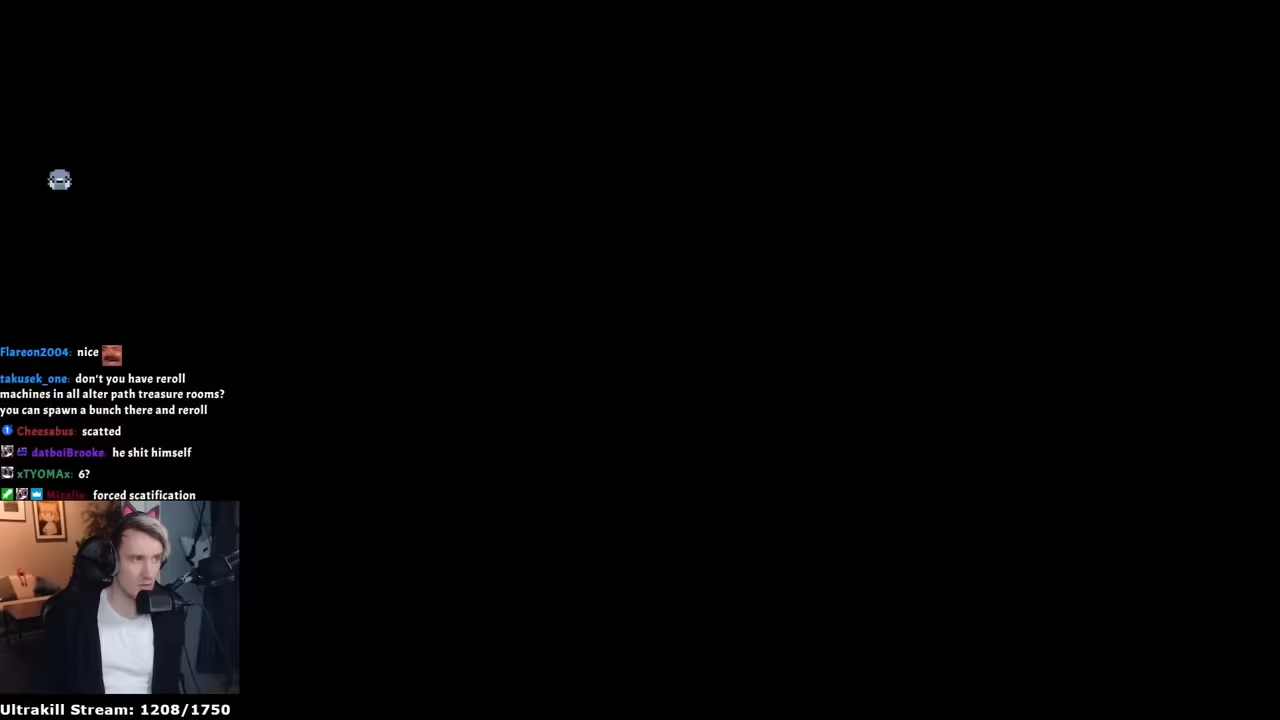 Flareon2004: nice
takusek_one: don't you have reroll
machines in all alter path treasure rooms?
you can spawn a bunch there and reroll
Cheesabus: scatted
datboiBrooke: he shit himself
xTYOMAx: 6?
forced scatification
Ultrakill Stream: 1208/1750